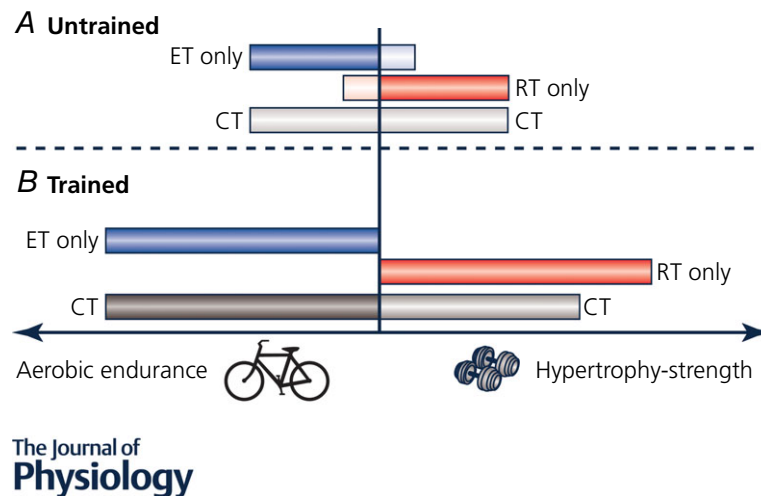 A Untrained
ET only
RT only
CT CT
B Trained
ET only
RT only
CT CT
Aerobic endurance Hypertrophy-strength
The Journal of
Physiology